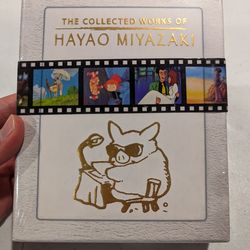 THE COLLECTED WORKS OF
HAYAO MIYAZAKI